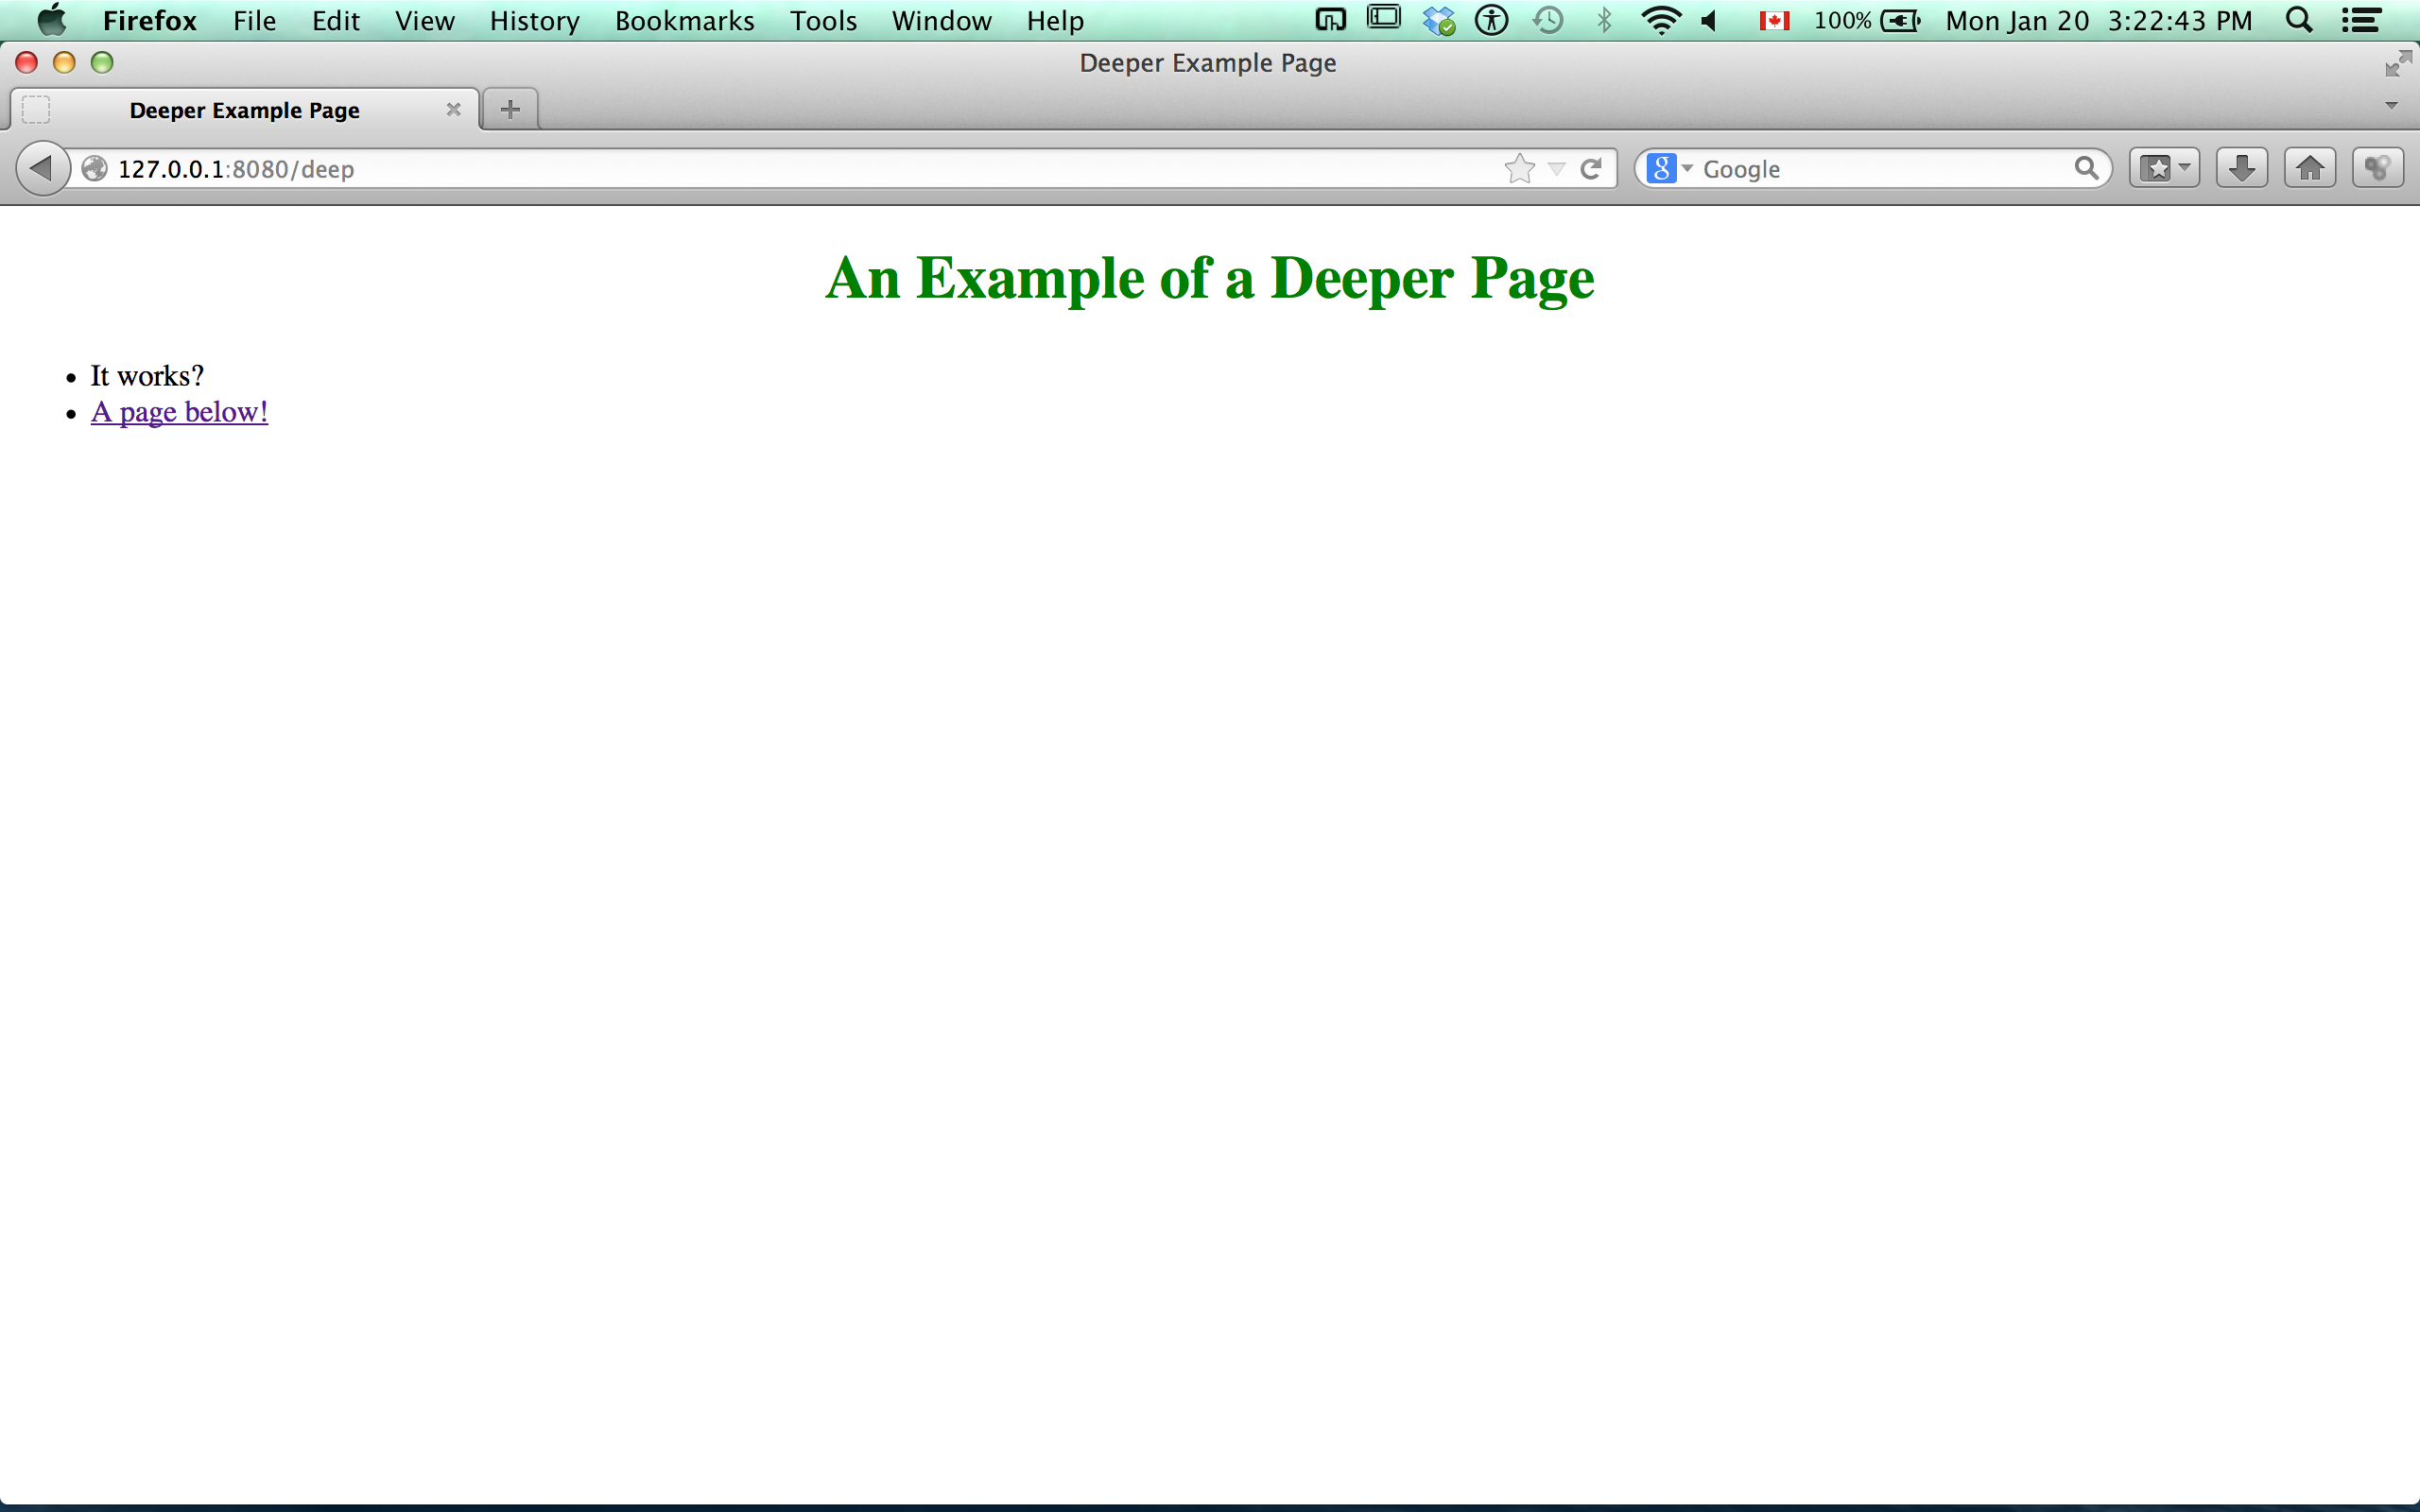 Firefox File Edit View History Bookmarks Tools Window Help 100% Mon Jan 20 3:22:43 PM
Deeper Example Page
Deeper Example Page
127.0.0.1:8080/deep g Google
An Example of a Deeper Page
It works?
A page below!